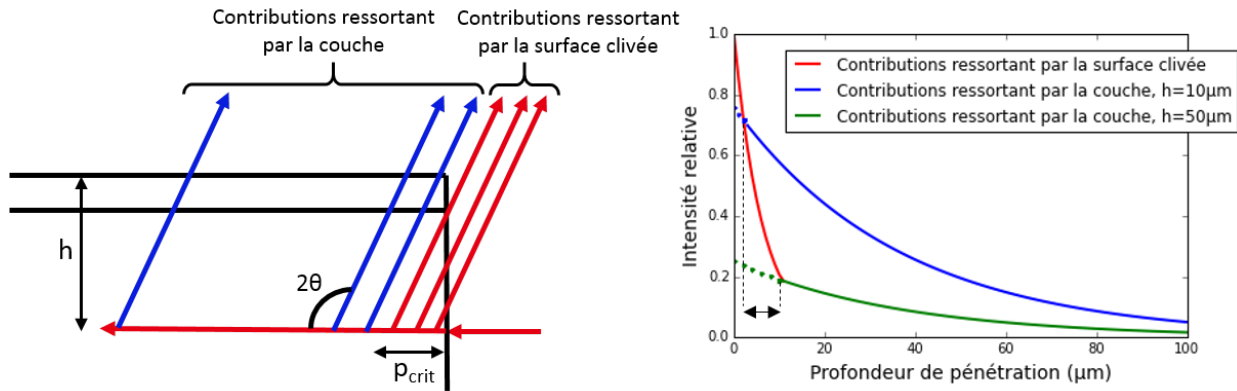 Contributions ressortant
par la couche
Contributions ressortant
par la surface clivée
h
2θ
pcrit
Intensité relative
1.0
0.8
0.6
0.4
0.2
0.0
0
20
40
60
80
100
Profondeur de pénétration (µm)
Contributions ressortant par la surface clivée
Contributions ressortant par la couche, h=10µm
Contributions ressortant par la couche, h=50µm